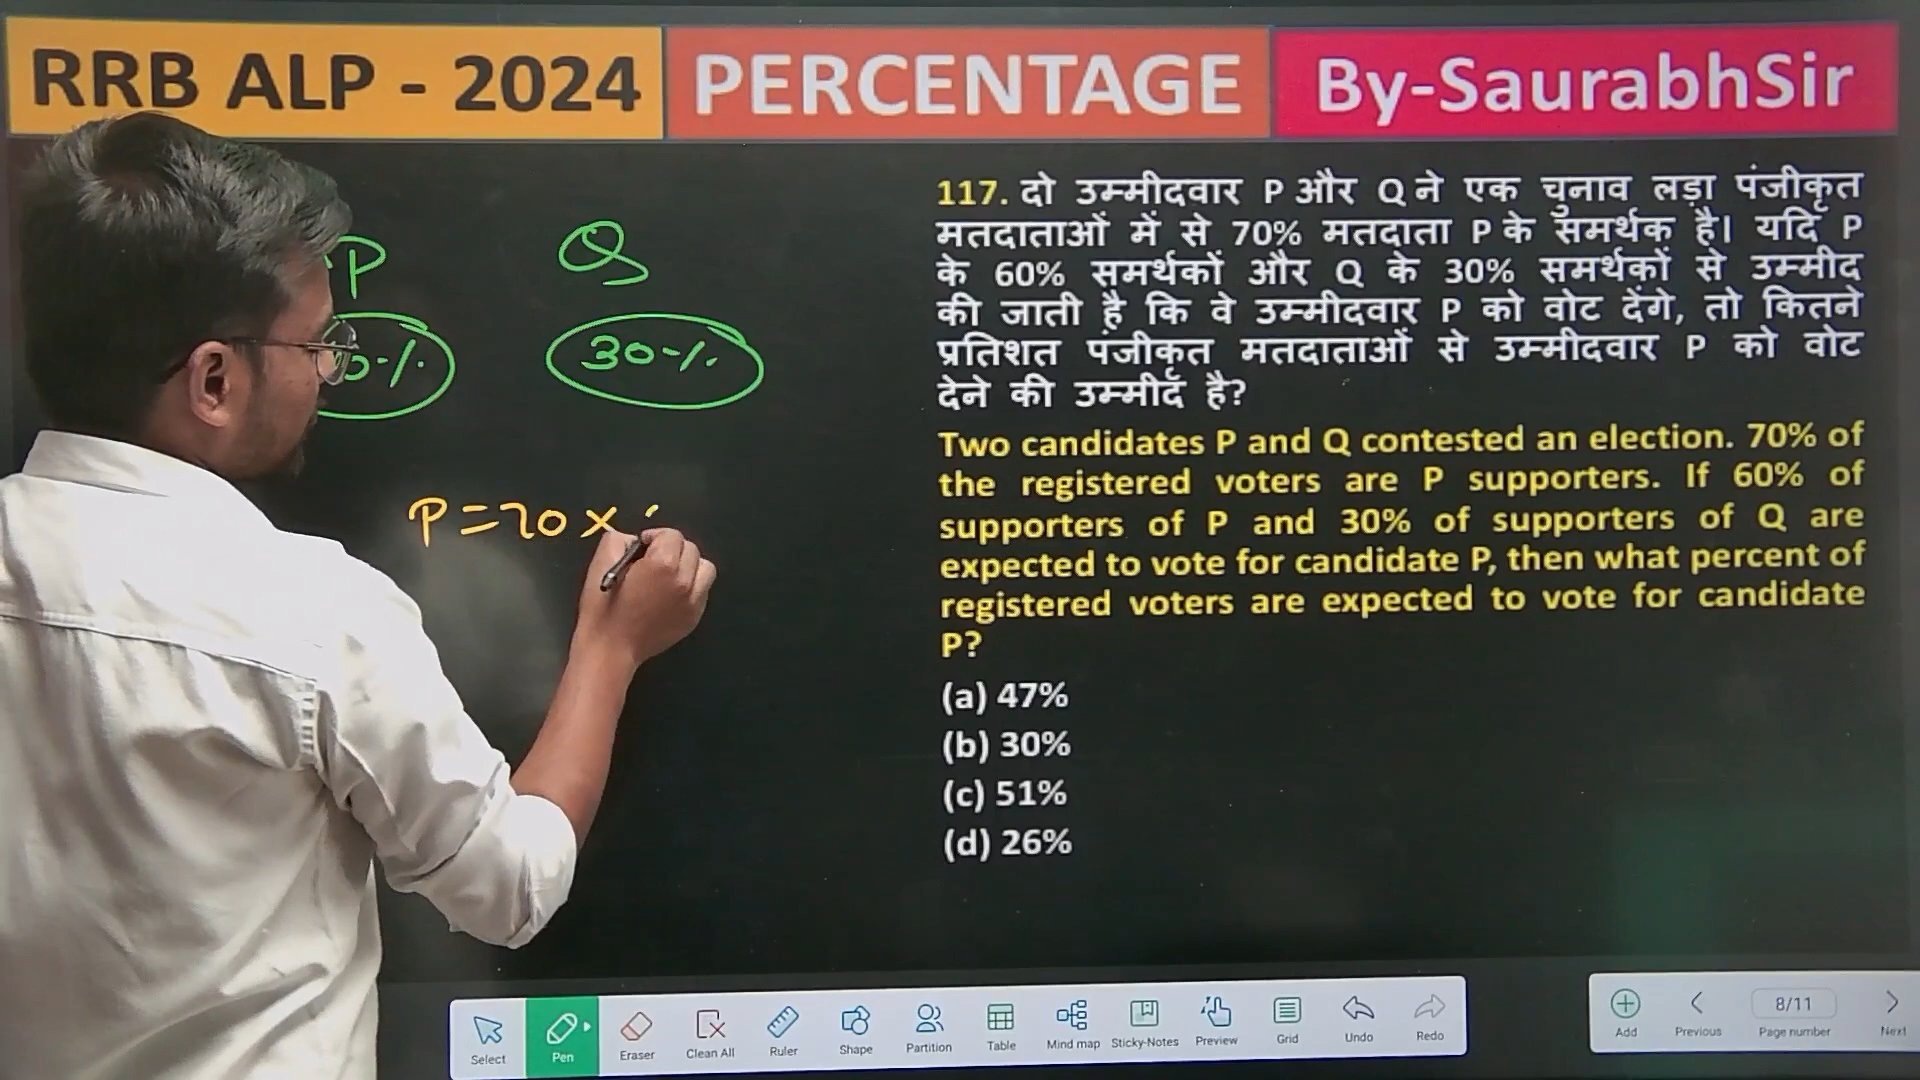 RRB ALP - 2024 PERCENTAGE By-SaurabhSir
117. दो उम्मीदवार P और Q ने एक चुनाव लड़ा पंजीकृत
मतदाताओं में से 70% मतदाता P के समर्थक है। यदि P
के 60% समर्थकों और Q के 30% समर्थकों से उम्मीद
की जाती है कि वे उम्मीदवार P को वोट देंगे, तो कितने
प्रतिशत पंजीकृत मतदाताओं से उम्मीदवार P को वोट
देने की उम्मीद है?
Two candidates P and Q contested an election. 70% of
the registered voters are P supporters. If 60% of
supporters of P and 30% of supporters of Q are
expected to vote for candidate P, then what percent of
registered voters are expected to vote for candidate
P?
(a) 47%
(b) 30%
(c) 51%
(d) 26%
P Q
30%
P=70×
Select Pen Eraser Clean All Ruler Shape Partition Table Mind map Sticky-Notes Preview Grid Undo Redo
Add Previous 8/11 Page number Next